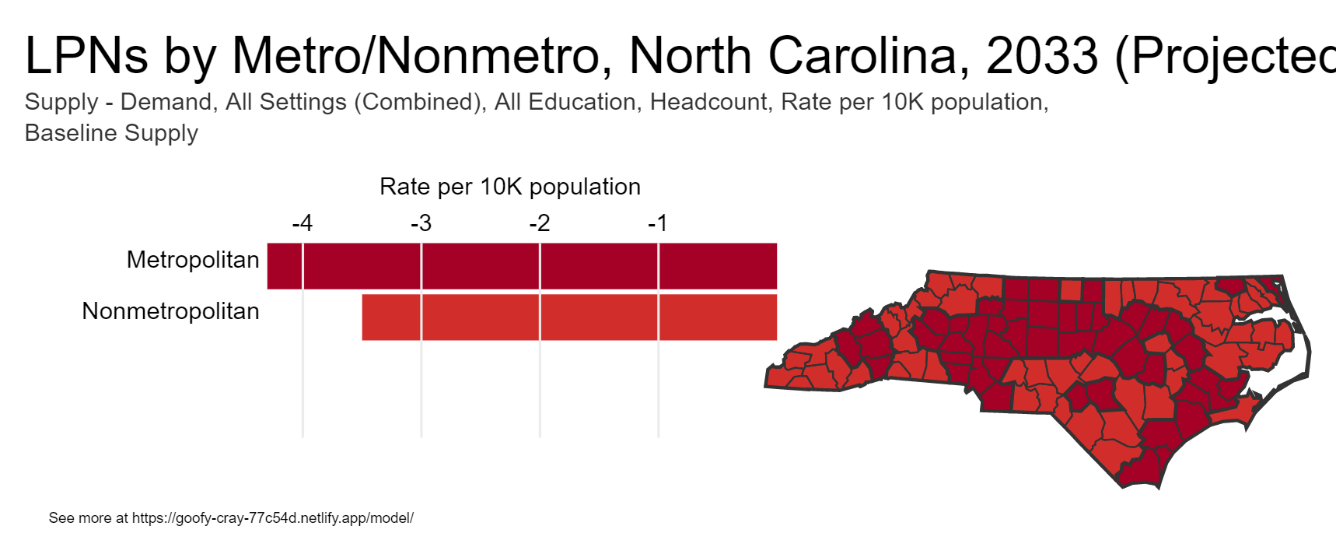 LPNs by Metro/Nonmetro, North Carolina, 2033 (Projected
Supply - Demand, All Settings (Combined), All Education, Headcount, Rate per 10K population,
Baseline Supply
Rate per 10K population
-4 -3 -2 -1
Metropolitan
Nonmetropolitan
See more at https://goofy-cray-77c54d.netlify.app/model/